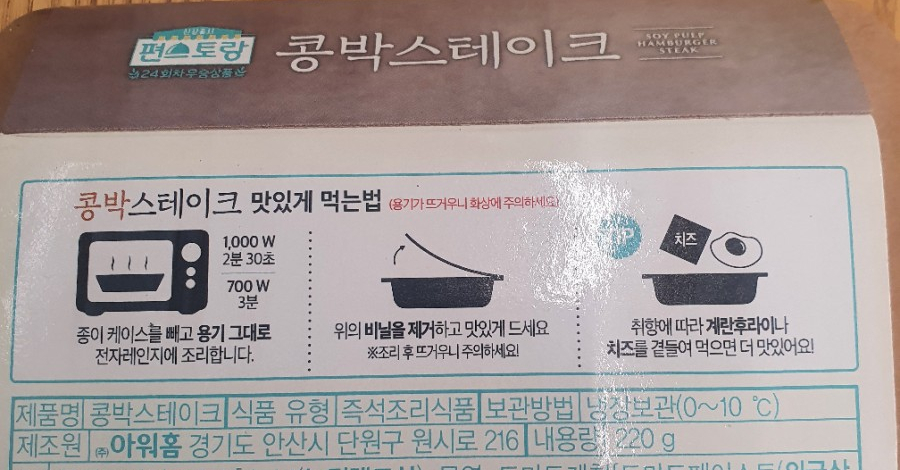 신상출시
편스토랑
24회차우승상품
콩박스테이크
SOY PULP
HAMBURGER
STEAK
콩박스테이크 맛있게 먹는법 (용기가 뜨거우니 화상에 주의하세요)
1,000 W
2분 30초
700 W
3분
종이 케이스를 빼고 용기 그대로
전자레인지에 조리합니다.
위의 비닐을 제거하고 맛있게 드세요
※조리 후 뜨거우니 주의하세요!
치즈
취향에 따라 계란후라이나
치즈를 곁들여 먹으면 더 맛있어요!
제품명 콩박스테이크 식품 유형 즉석조리식품 보관방법 냉장보관(0~10 ℃)
제조원 ㈜아워홈 경기도 안산시 단원구 원시로 216 내용량 220 g